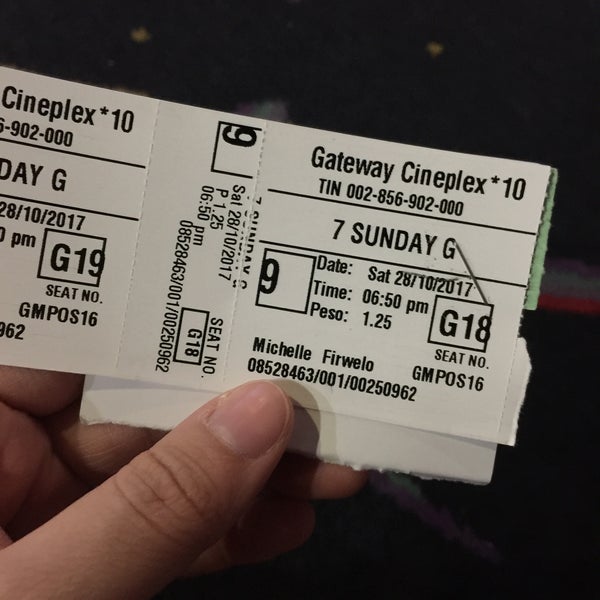 Cineplex*10
6-902-000
DAY G
28/10/2017
0 pm
G19
SEAT NO.
GMPOS16
962
9
Sat 28/10/2017
P 1.25
06:50 pm
08528463/001/00250962
SEAT NO.
G18
Gateway Cineplex*10
TIN 002-856-902-000
7 SUNDAY G
9
Date: Sat 28/10/2017
Time: 06:50 pm
Peso: 1.25
G18
SEAT NO.
Michelle Firwelo
GMPOS16
08528463/001/00250962